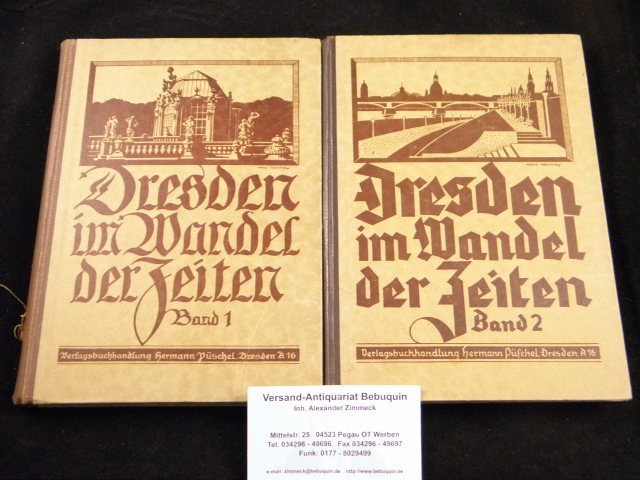 Dresden
im Wandel
der Zeiten
Band 1
Verlagsbuchhandlung Hermann Püschel. Dresden A 16
Dresden
im Wandel
der Zeiten
Band 2
Verlagsbuchhandlung Hermann Püschel. Dresden A 16
Versand-Antiquariat Bebuquin
Inh. Alexander Zimmeck
Mittelstr. 25 04523 Pegau OT Werben
Tel. 034296 - 49696 Fax 034296 - 49697
Funk: 0177 - 8029499
e-mail: zimmeck@bebuquin.de http://www.bebuquin.de